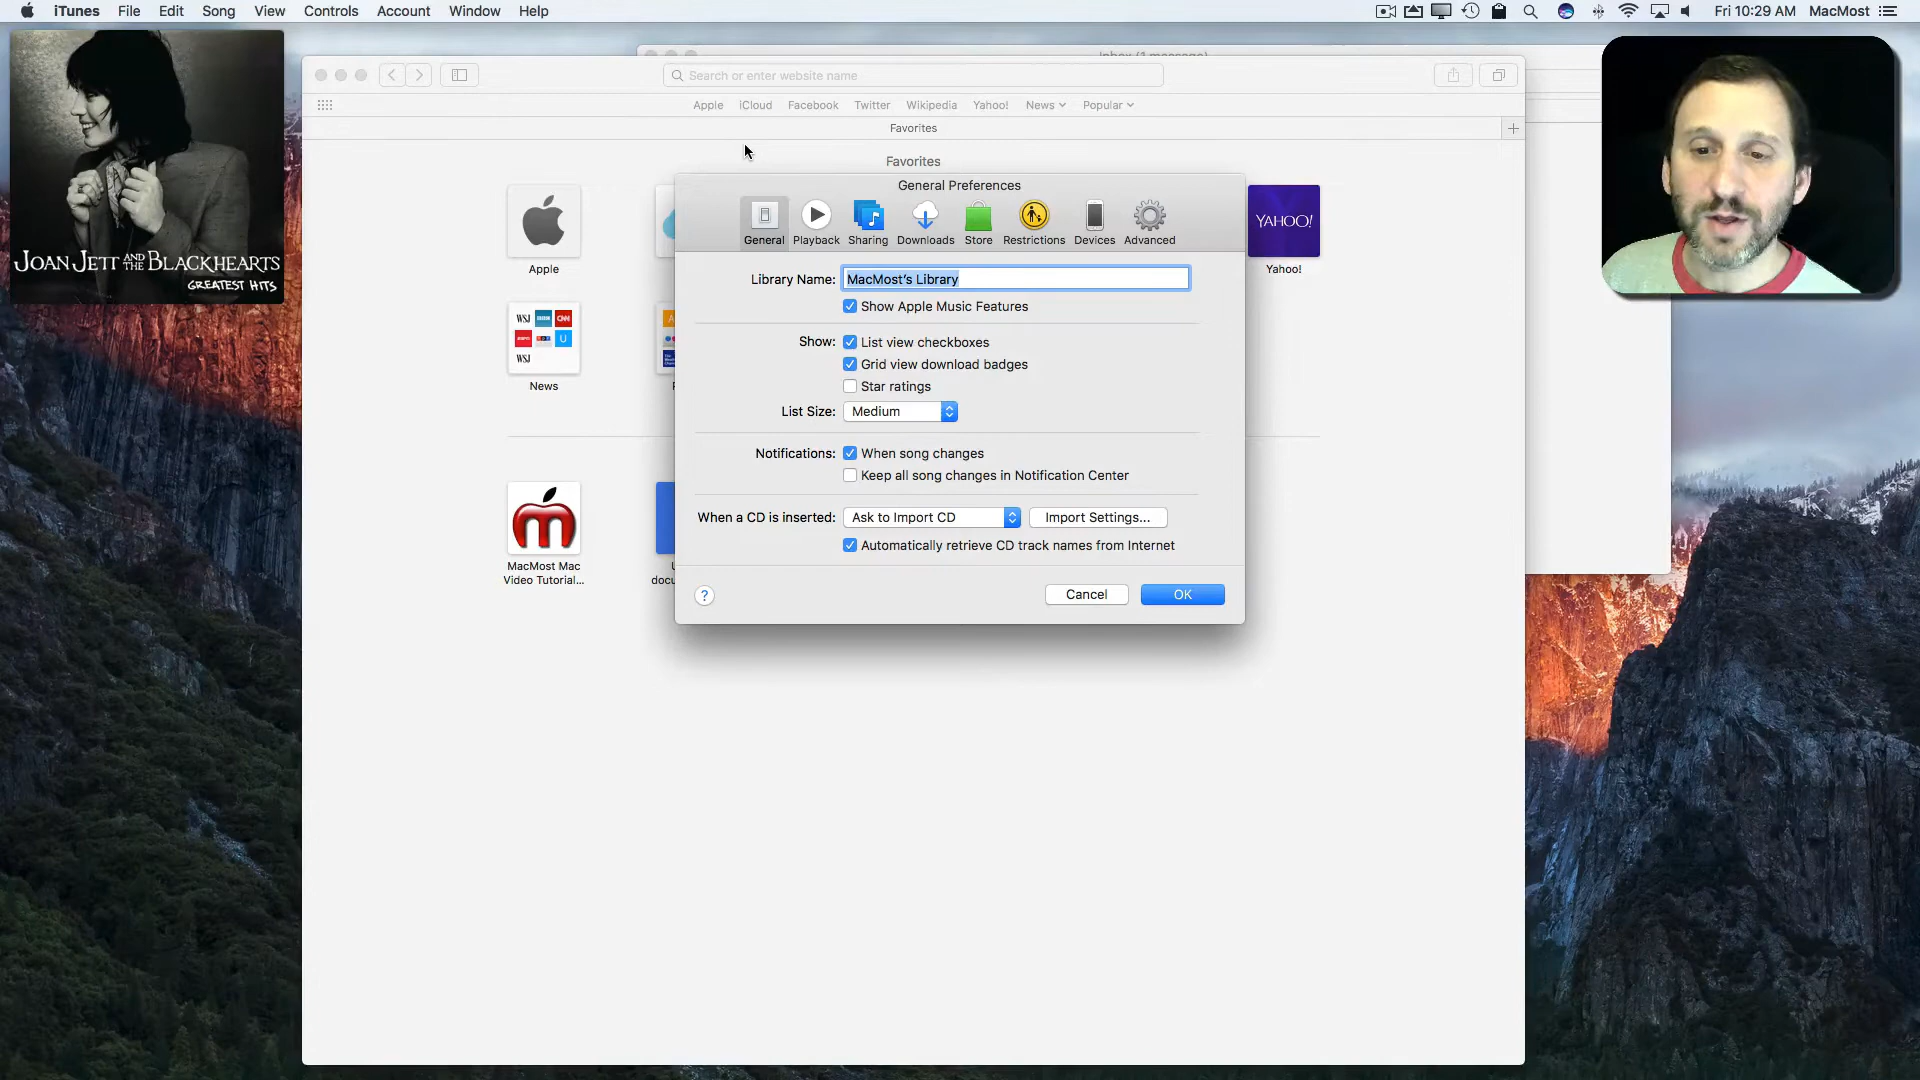 iTunes File Edit Song View Controls Account Window Help
Fri 10:29 AM MacMost
Search or enter website name
Apple iCloud Facebook Twitter Wikipedia Yahoo! News Popular
Favorites
Favorites
JOAN JETT AND THE BLACKHEARTS
GREATEST HITS
General Preferences
General Playback Sharing Downloads Store Restrictions Devices Advanced
Library Name: MacMost's Library
Show Apple Music Features
Show: List view checkboxes
Grid view download badges
Star ratings
List Size: Medium
Notifications: When song changes
Keep all song changes in Notification Center
When a CD is inserted: Ask to Import CD Import Settings...
Automatically retrieve CD track names from Internet
? Cancel OK
Apple
YAHOO!
Yahoo!
WSJ CNN
WSJ
News
m
MacMost Mac
Video Tutorial...